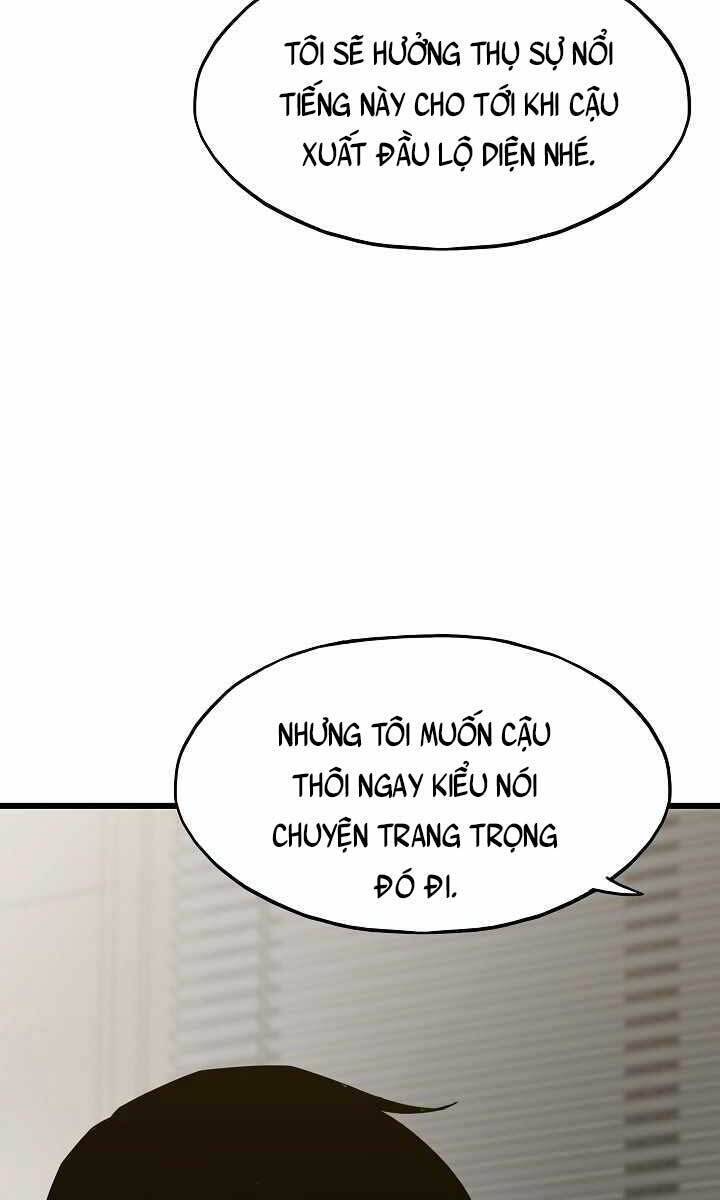 TÔI SẼ HƯỞNG THỤ SỰ NỔI
TIẾNG NÀY CHO TỚI KHI CẬU
XUẤT ĐẦU LỘ DIỆN NHÉ.
NHƯNG TÔI MUỐN CẬU
THÔI NGAY KIỂU NÓI
CHUYỆN TRANG TRỌNG
ĐÓ ĐI.